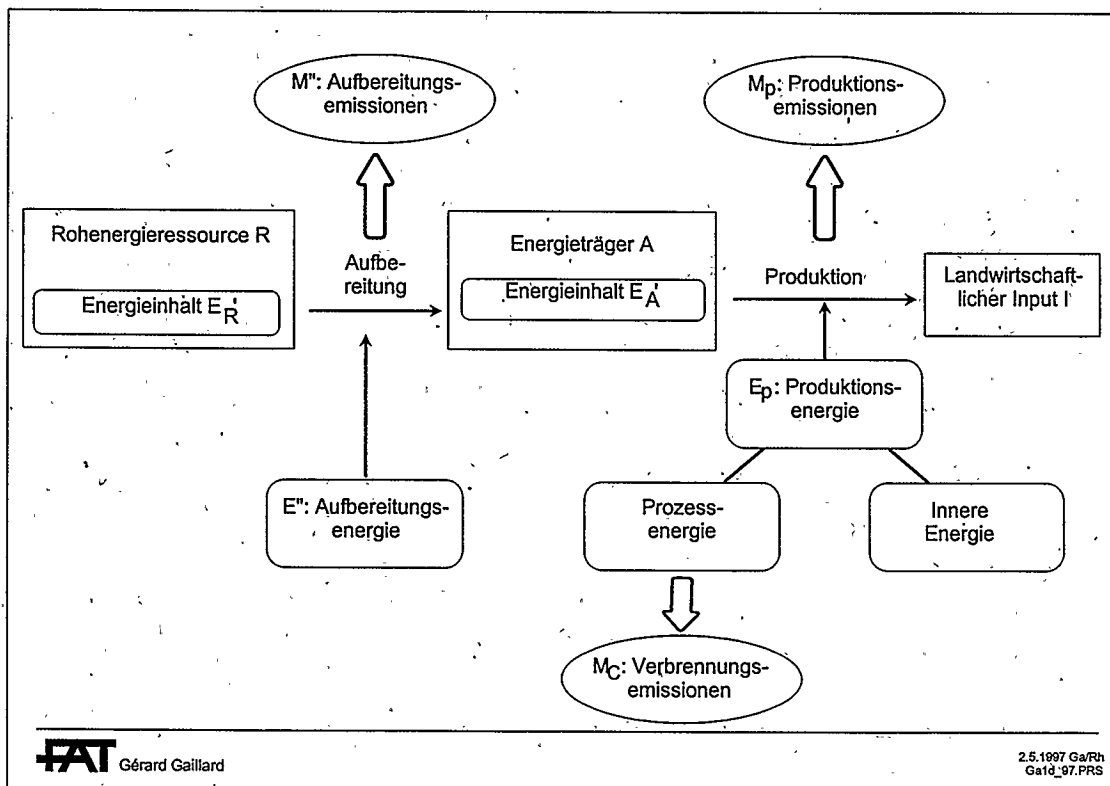 M": Aufbereitungs-
emissionen
Mp: Produktions-
emissionen
Rohenergieressource R
Energieinhalt E'R
Aufbe-
reitung
Energieträger A
Energieinhalt E'A
Produktion
Landwirtschaft-
licher Input I
Ep: Produktions-
energie
E": Aufbereitungs-
energie
Prozess-
energie
Innere
Energie
MC: Verbrennungs-
emissionen
FAT Gérard Gaillard
2.5.1997 Ga/Rh
Ga1d_97.PRS